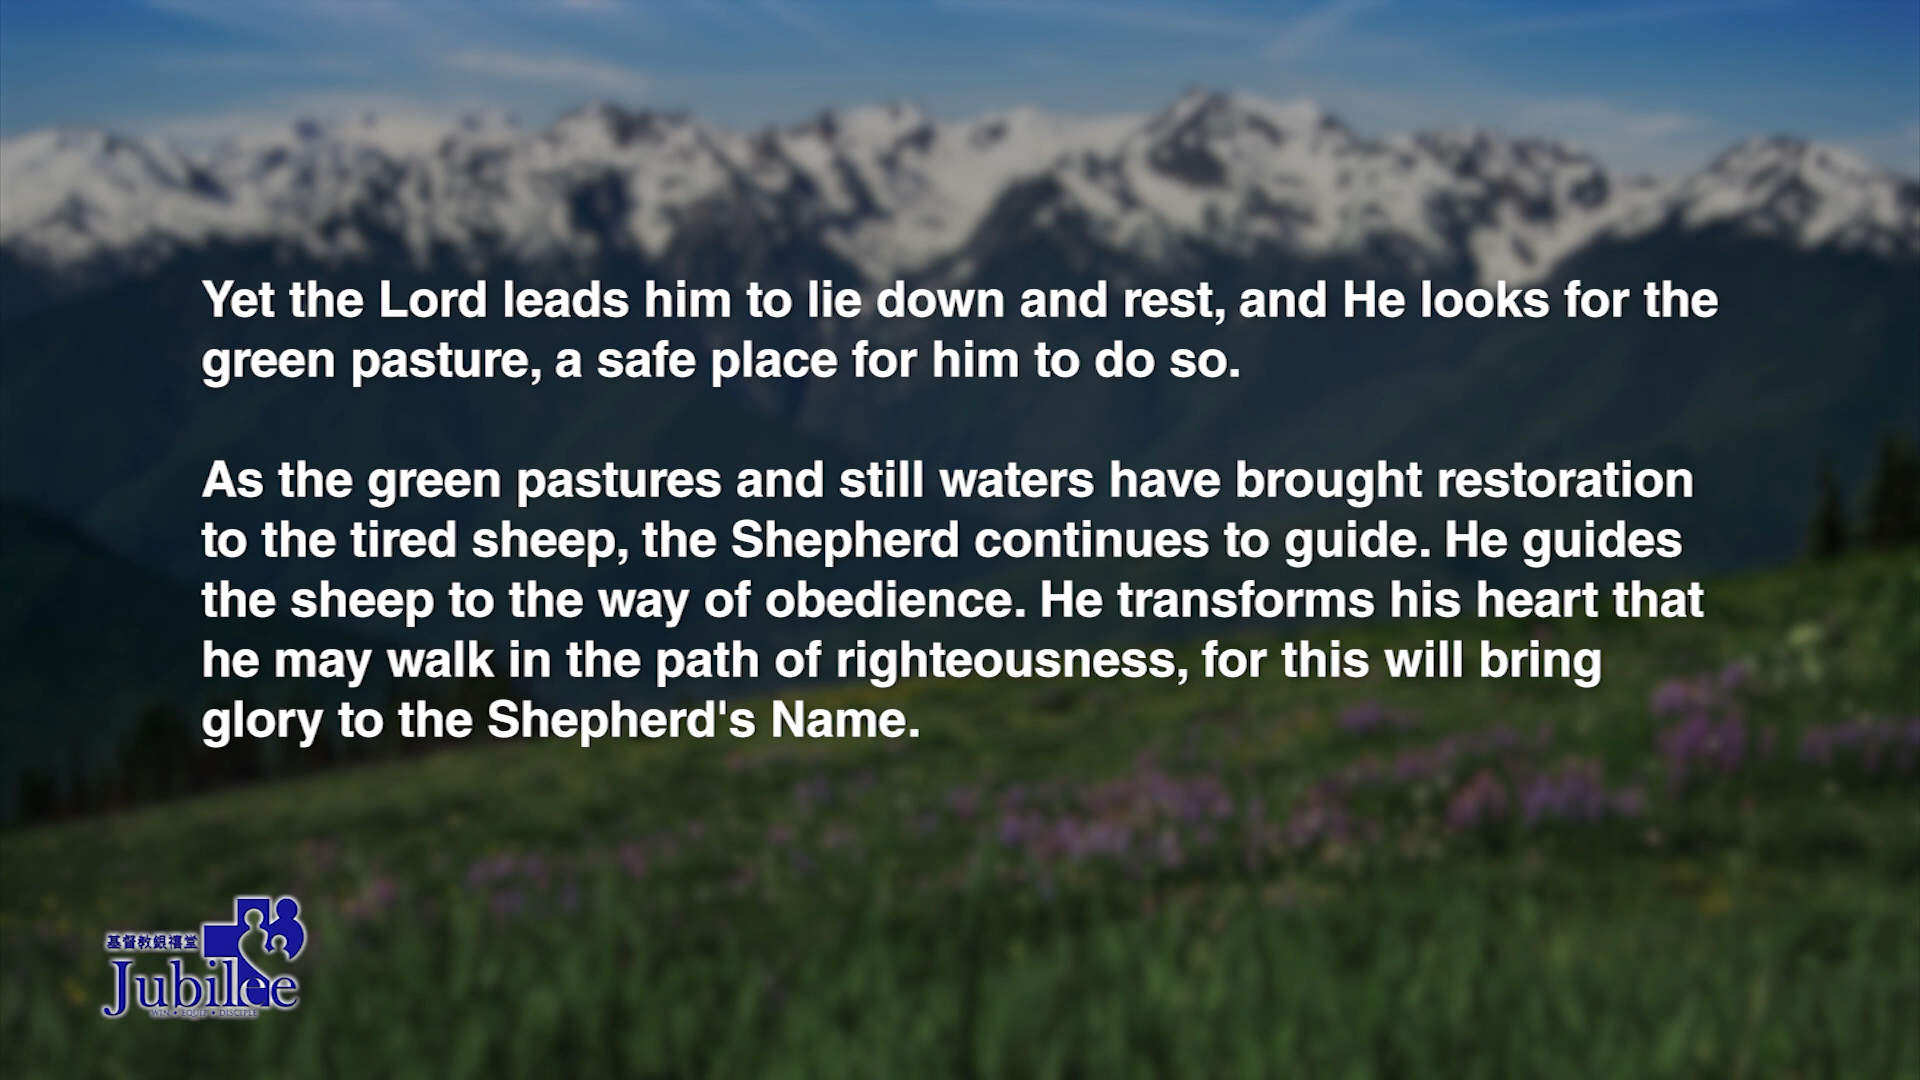 Yet the Lord leads him to lie down and rest, and He looks for the
green pasture, a safe place for him to do so.
As the green pastures and still waters have brought restoration
to the tired sheep, the Shepherd continues to guide. He guides
the sheep to the way of obedience. He transforms his heart that
he may walk in the path of righteousness, for this will bring
glory to the Shepherd's Name.
基督教銀禧堂
Jubilee
WIN • EQUIP • DISCIPLE